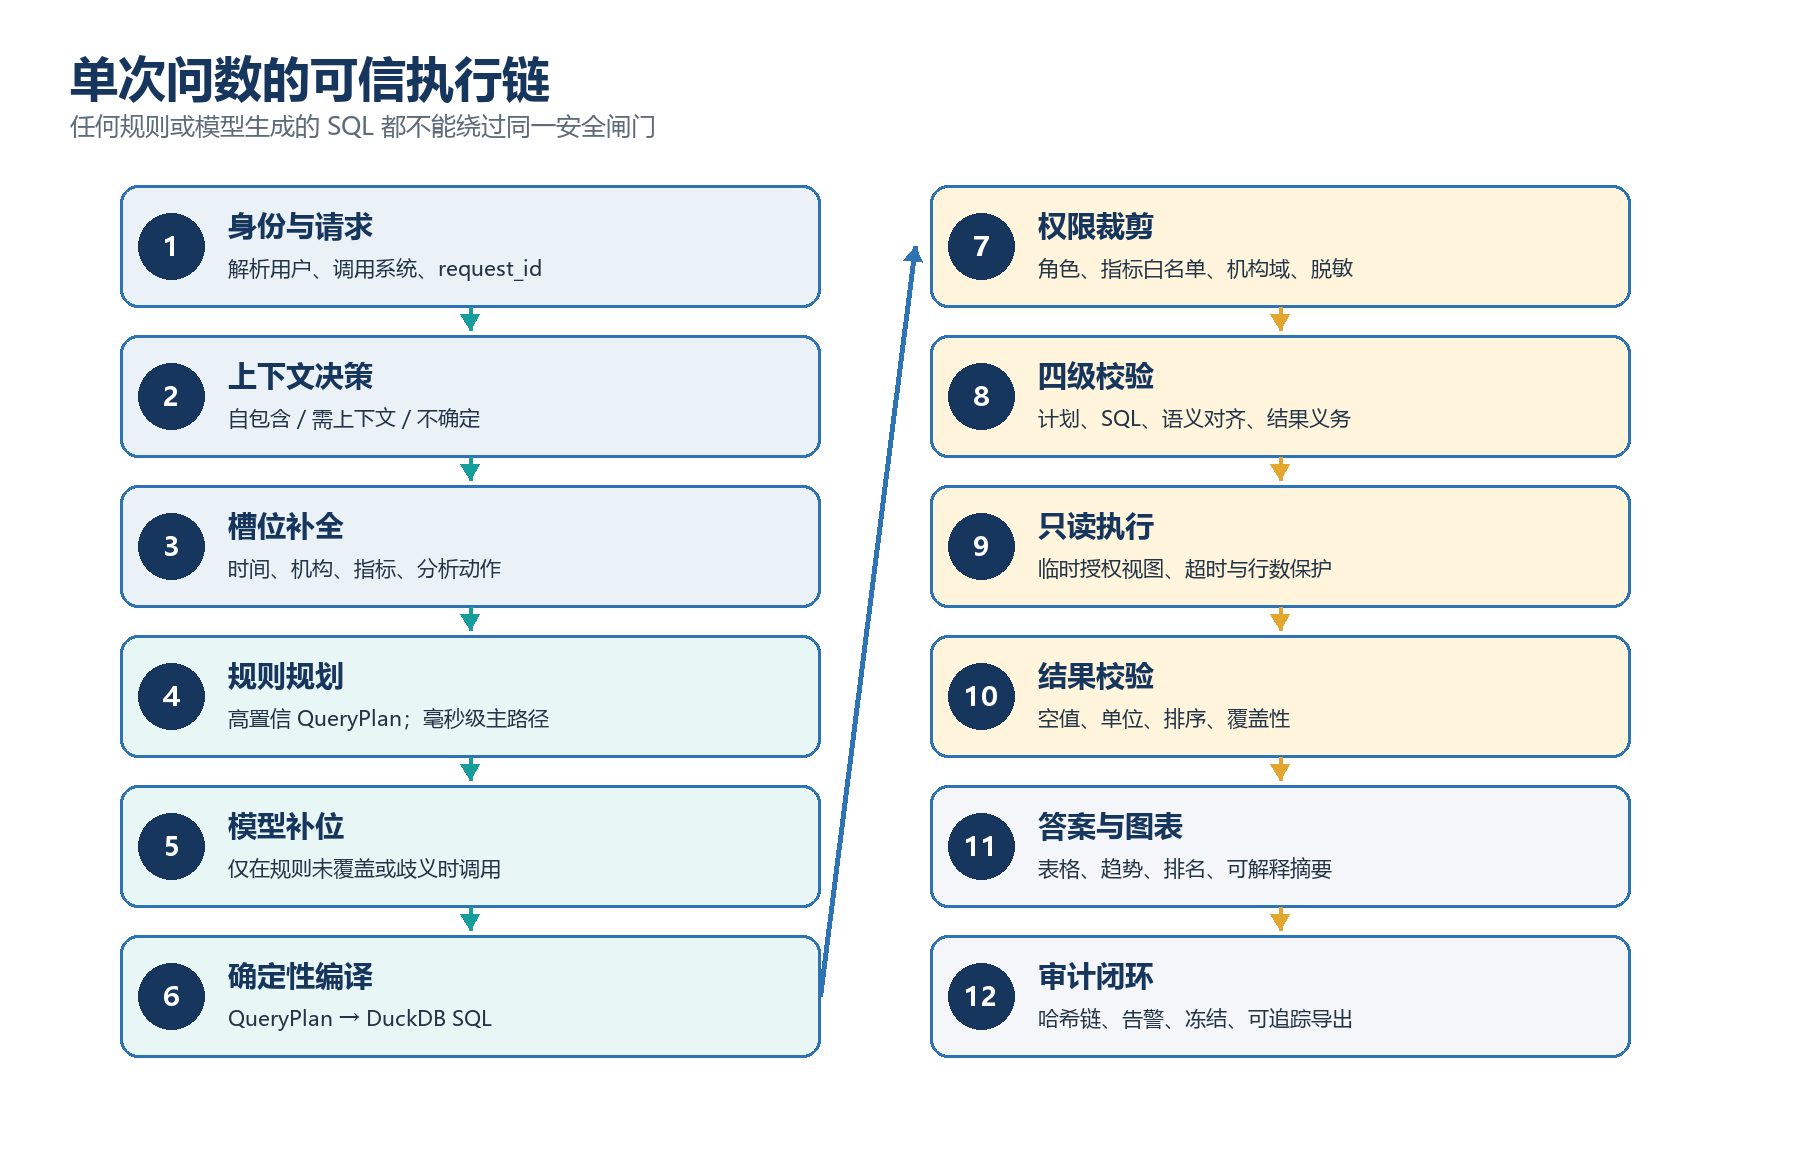 单次问数的可信执行链
任何规则或模型生成的 SQL 都不能绕过同一安全闸门
1
身份与请求
解析用户、调用系统、request_id
2
上下文决策
自包含 / 需上下文 / 不确定
3
槽位补全
时间、机构、指标、分析动作
4
规则规划
高置信 QueryPlan；毫秒级主路径
5
模型补位
仅在规则未覆盖或歧义时调用
6
确定性编译
QueryPlan → DuckDB SQL
7
权限裁剪
角色、指标白名单、机构域、脱敏
8
四级校验
计划、SQL、语义对齐、结果义务
9
只读执行
临时授权视图、超时与行数保护
10
结果校验
空值、单位、排序、覆盖性
11
答案与图表
表格、趋势、排名、可解释摘要
12
审计闭环
哈希链、告警、冻结、可追踪导出